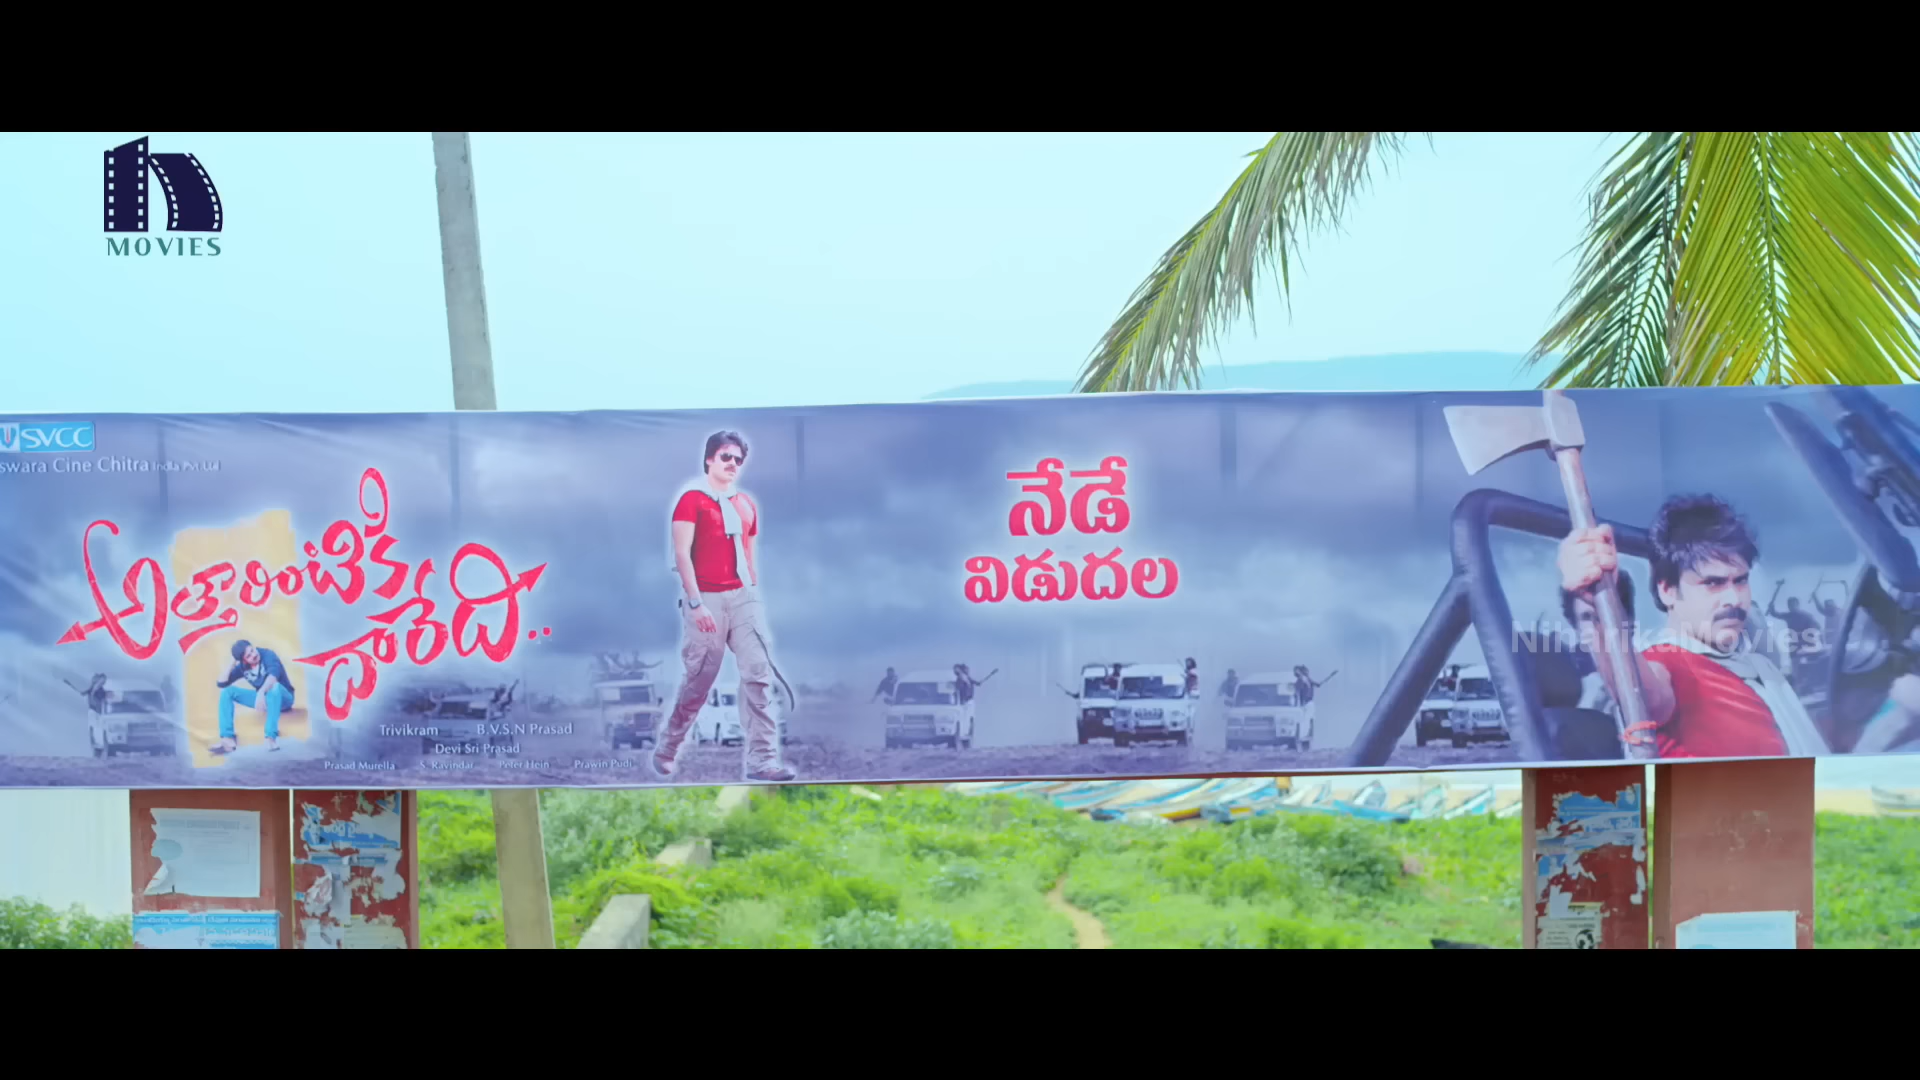 MOVIES
SVCC
swara Cine Chitra India Pvt. Ltd
అత్తారింటికి
దారేది..
Trivikram B.V.S.N Prasad
Devi Sri Prasad
Prasad Murella S. Ravindar Peter Hein Prawin Pudi
నేడే
విడుదల
NiharikaMovies